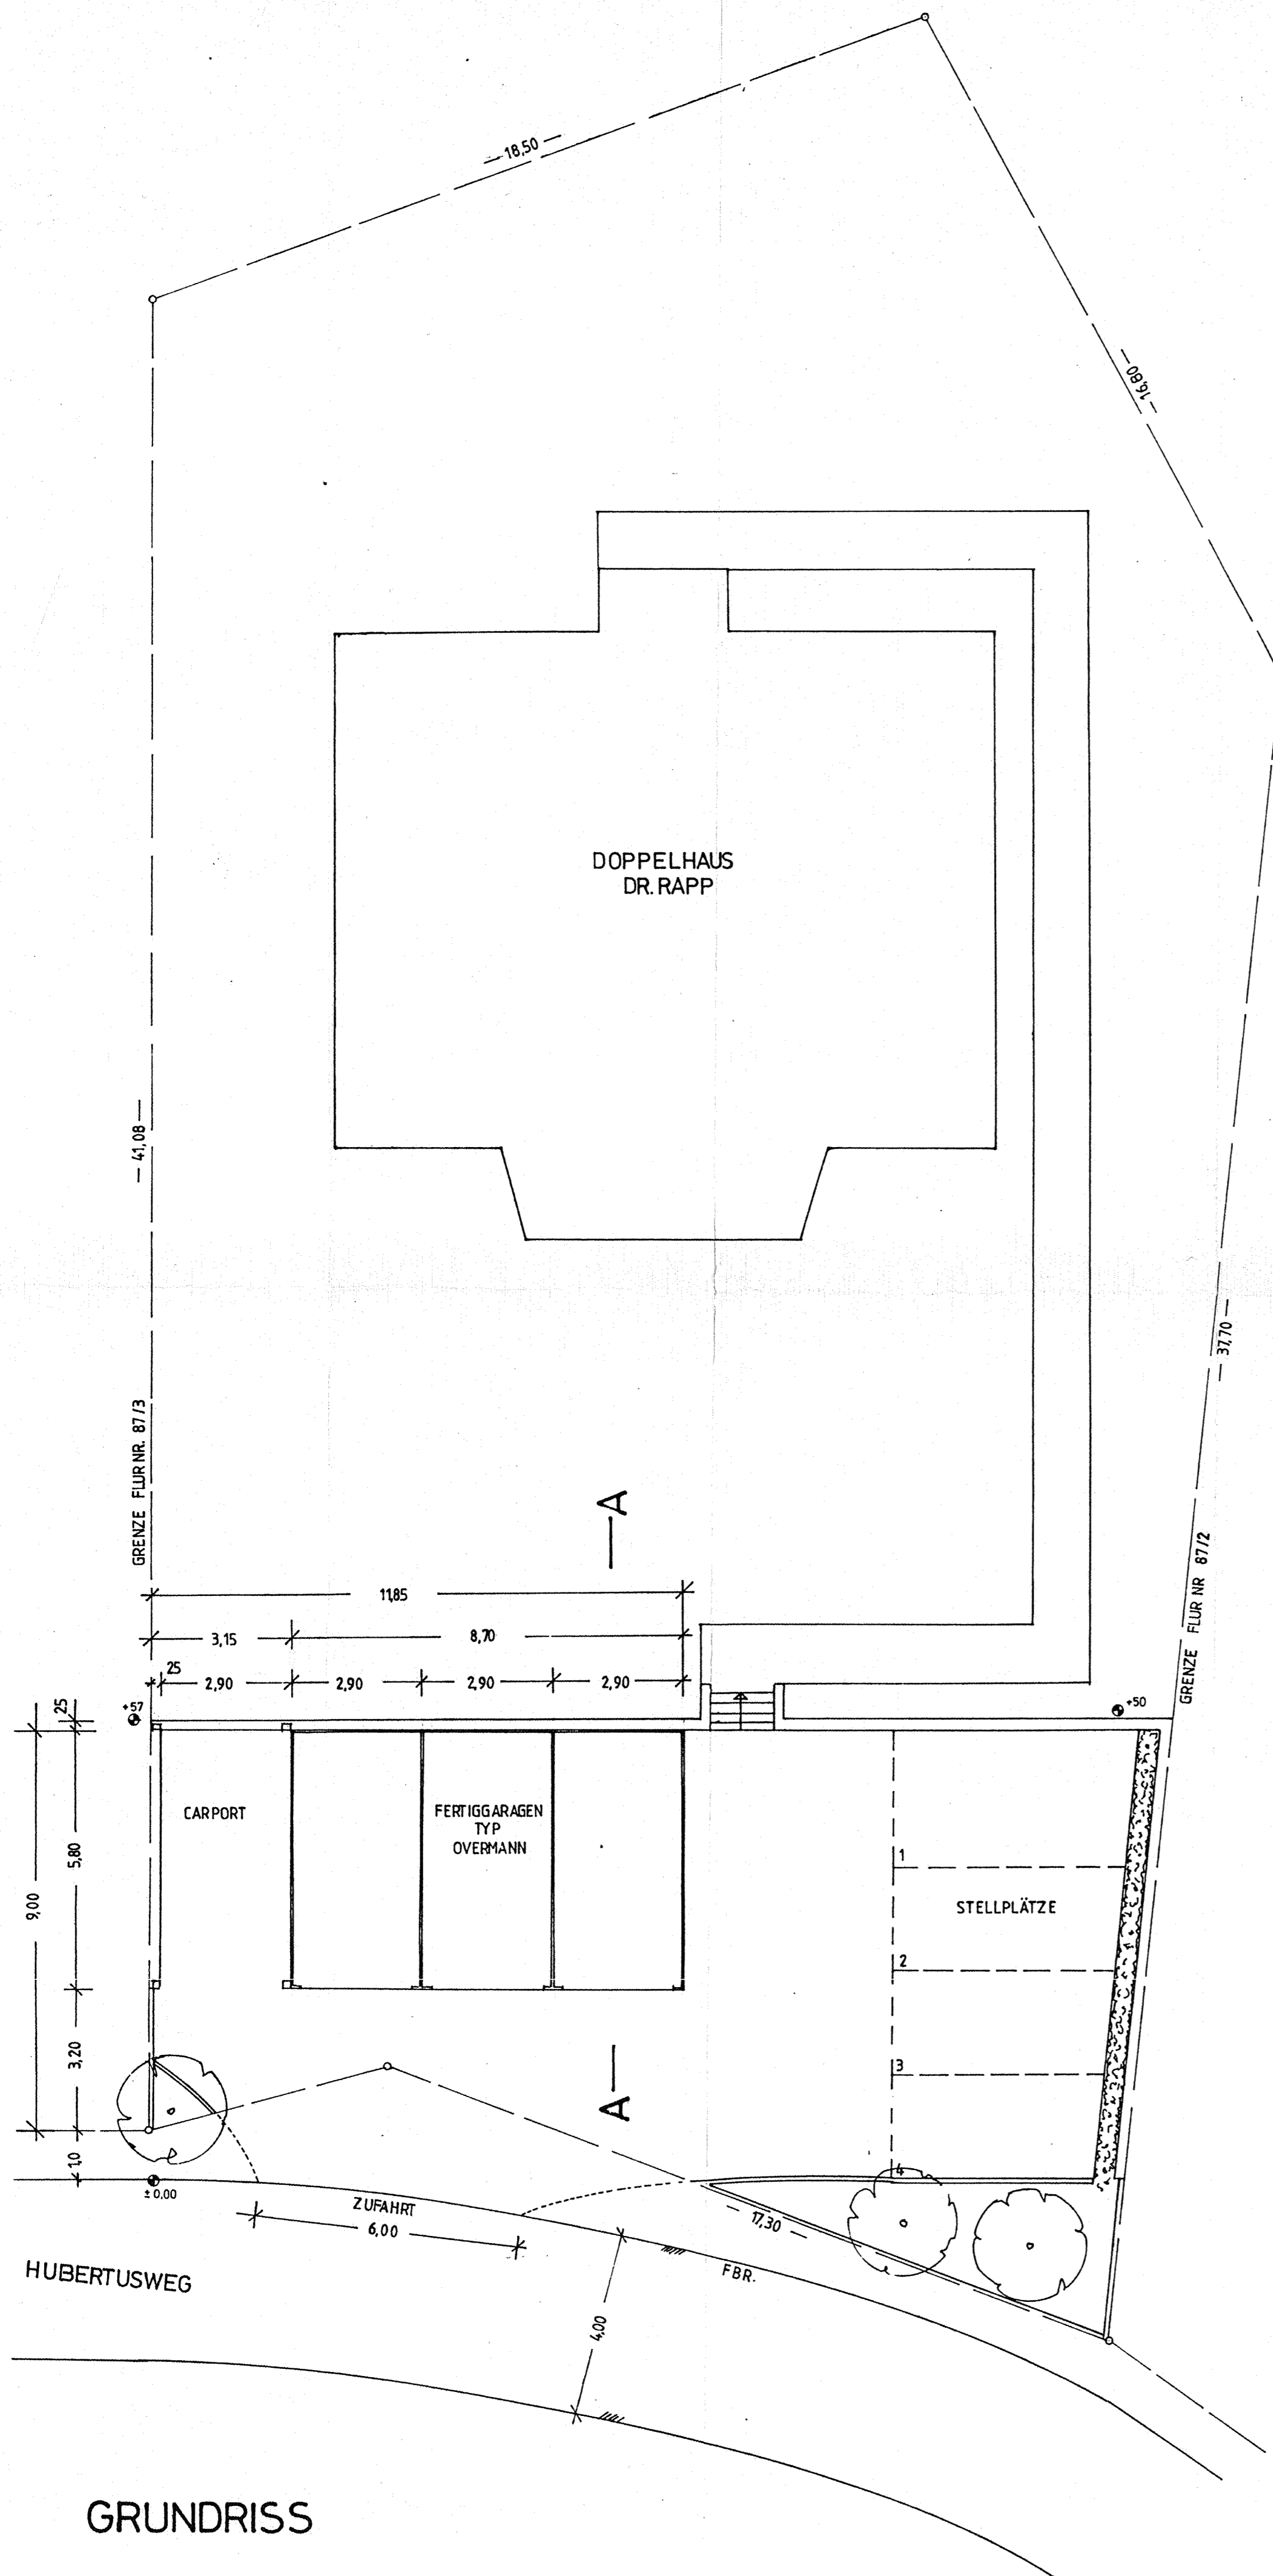 18,50
16,80
DOPPELHAUS
DR. RAPP
41,08
37,70
GRENZE FLUR NR. 87/3
GRENZE FLUR NR 87/2
A
11,85
3,15
8,70
25
2,90
2,90
2,90
2,90
25
+57
+50
CARPORT
FERTIGGARAGEN
TYP
OVERMANN
1
STELLPLÄTZE
2
3
4
9,00
5,80
3,20
1,0
A
± 0,00
ZUFAHRT
6,00
17,30
FBR.
HUBERTUSWEG
4,00
GRUNDRISS